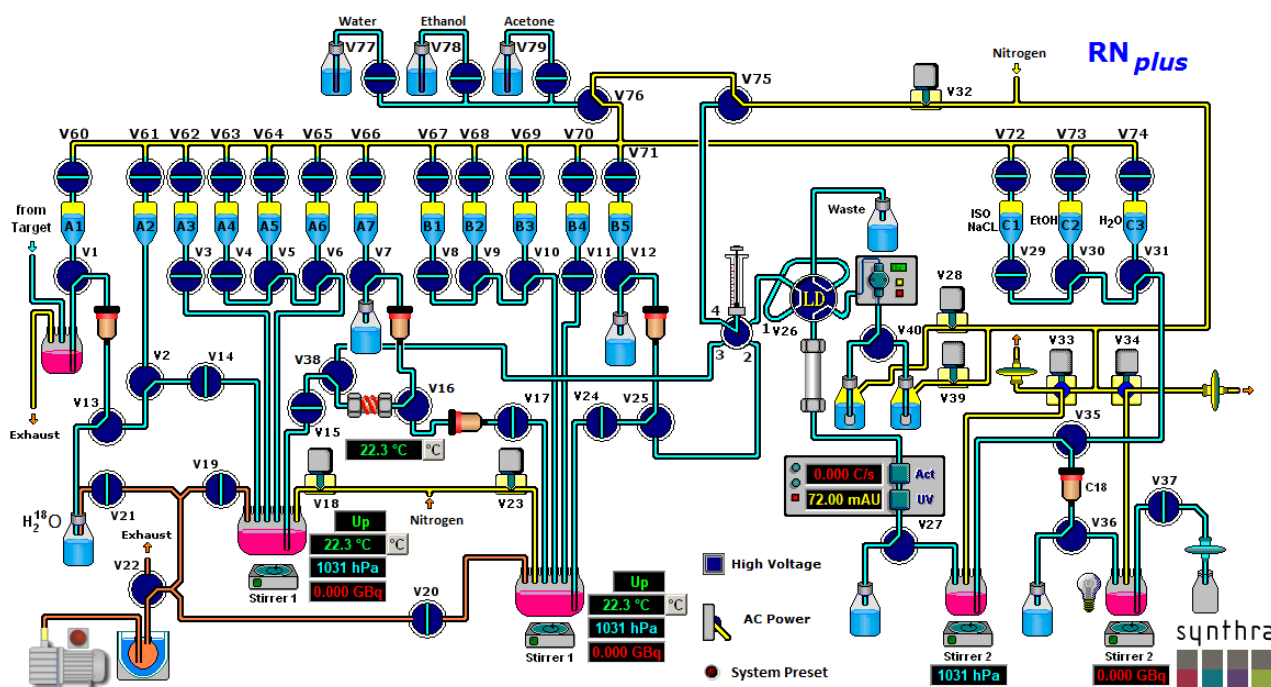 Water
Ethanol
Acetone
V77
V78
V79
V76
V75
V32
Nitrogen
RN plus
V60
V61
V62
V63
V64
V65
V66
V67
V68
V69
V70
V71
V72
V73
V74
from
Target
A1
A2
A3
A4
A5
A6
A7
B1
B2
B3
B4
B5
Waste
ISO
NaCl
C1
EtOH
C2
H₂O
C3
V1
V3
V4
V5
V6
V7
V8
V9
V10
V11
V12
V29
V30
V31
4
3
2
1
LD
V26
V28
V40
V39
V33
V34
V2
V14
V38
V13
V15
V16
V17
V24
V25
V35
Exhaust
22.3 °C
°C
0.000 C/s
72.00 mAU
Act
UV
C18
V37
V36
V19
V21
V18
V23
Nitrogen
V27
H₂¹⁸O
Exhaust
V22
V20
Stirrer 1
Up
22.3 °C
°C
1031 hPa
0.000 GBq
Stirrer 1
Up
22.3 °C
°C
1031 hPa
0.000 GBq
High Voltage
AC Power
System Preset
Stirrer 2
1031 hPa
Stirrer 2
0.000 GBq
synthra